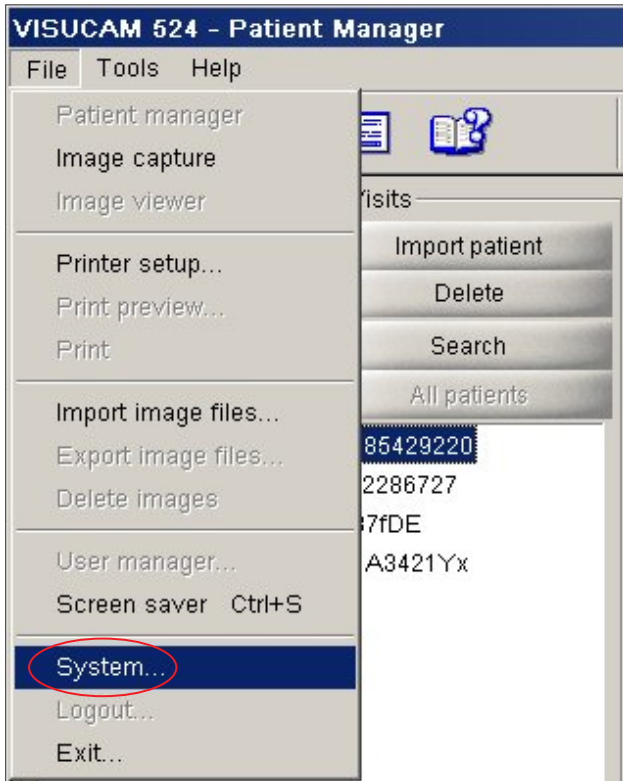 VISUCAM 524 - Patient Manager
File Tools Help
Patient manager
Image capture
Image viewer
Printer setup...
Print preview...
Print
Import image files...
Export image files...
Delete images
User manager...
Screen saver Ctrl+S
System...
Logout...
Exit...
isits
Import patient
Delete
Search
All patients
85429220
2286727
37fDE
A3421Yx